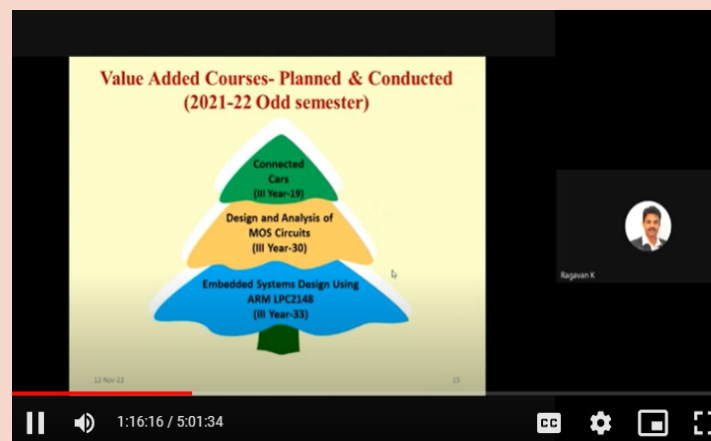 Value Added Courses- Planned & Conducted
(2021-22 Odd semester)
Connected
Cars
(III Year-19)
Design and Analysis of
MOS Circuits
(III Year-30)
Embedded Systems Design Using
ARM LPC2148
(III Year-33)
Ragavan K
12-Nov-22
15
1:16:16 / 5:01:34
CC